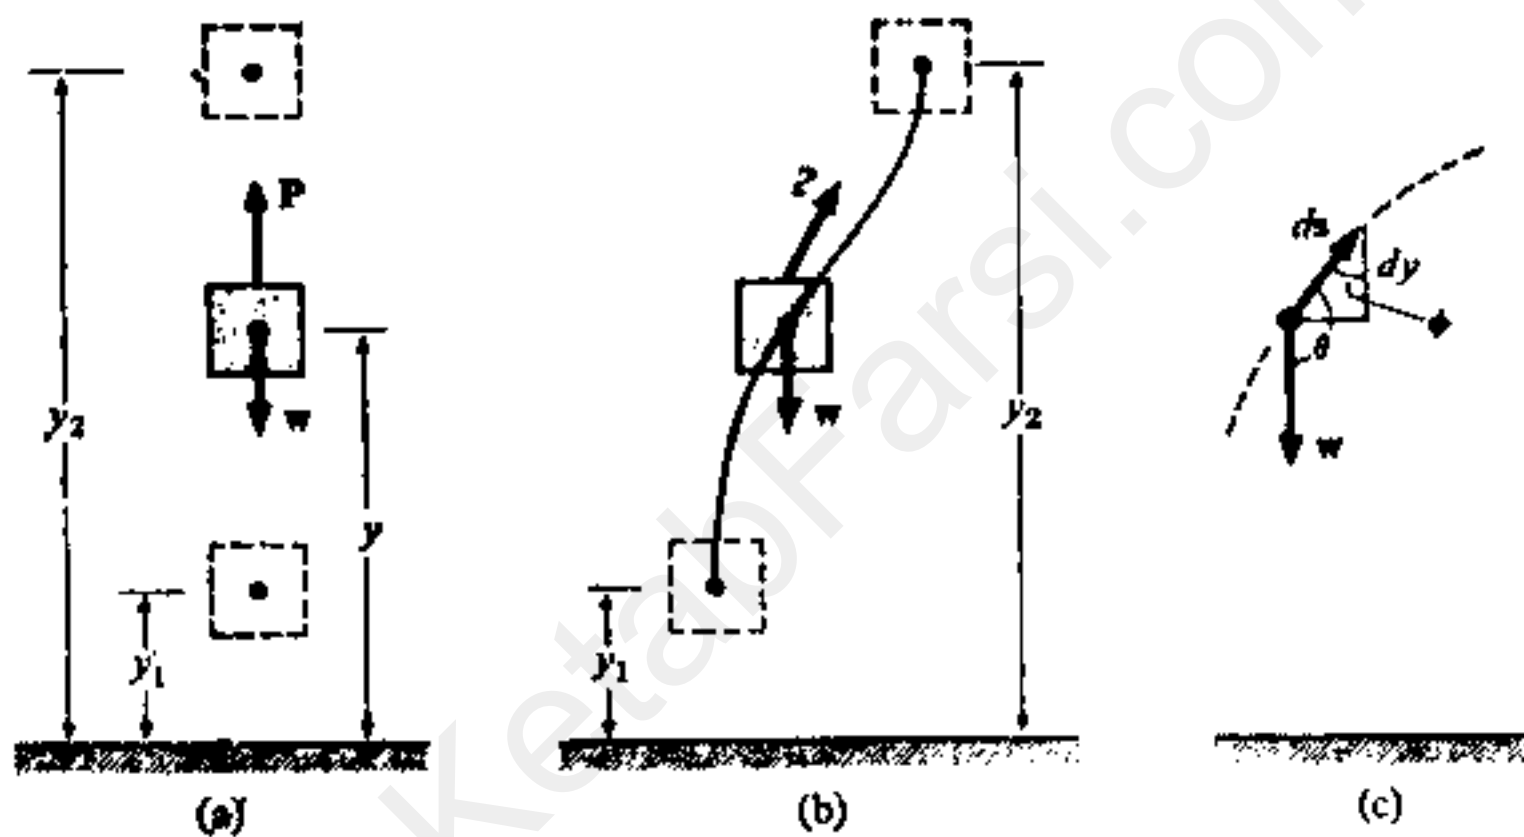 P
w
y₂
y
y₁
(a)
P
w
y₂
y₁
(b)
ds
dy
θ
ϕ
w
(c)
KetabFarsi.com